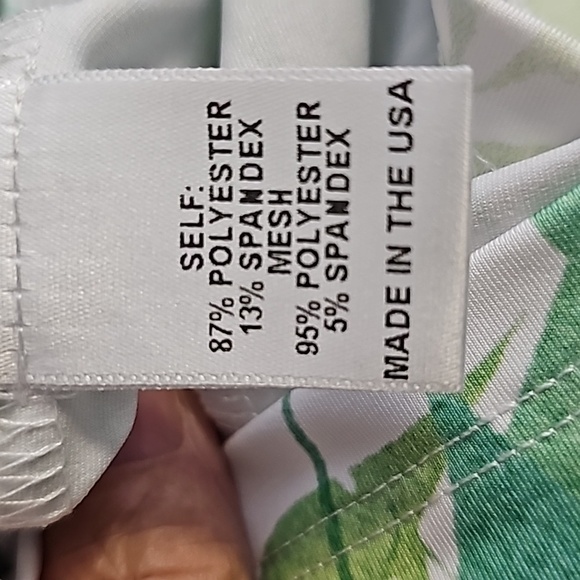 SELF:
87% POLYESTER
13% SPANDEX
MESH
95% POLYESTER
5% SPANDEX
MADE IN THE USA